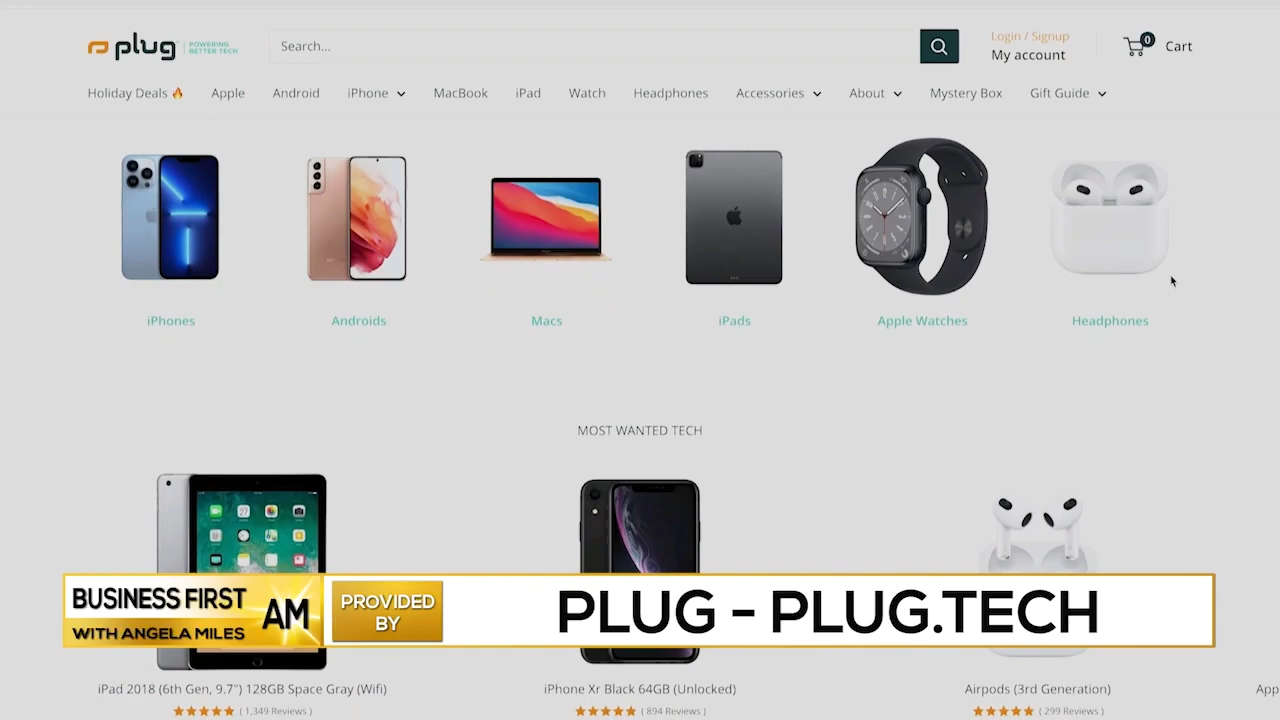 plug
POWERING
BETTER TECH
Search...
Login / Signup
My account
0
Cart
Holiday Deals
Apple
Android
iPhone
MacBook
iPad
Watch
Headphones
Accessories
About
Mystery Box
Gift Guide
iPhones
Androids
Macs
iPads
Apple Watches
Headphones
MOST WANTED TECH
BUSINESS FIRST
AM
WITH ANGELA MILES
PROVIDED
BY
PLUG - PLUG.TECH
iPad 2018 (6th Gen, 9.7") 128GB Space Gray (Wifi)
( 1,349 Reviews )
iPhone Xr Black 64GB (Unlocked)
( 894 Reviews )
Airpods (3rd Generation)
( 299 Reviews )
App